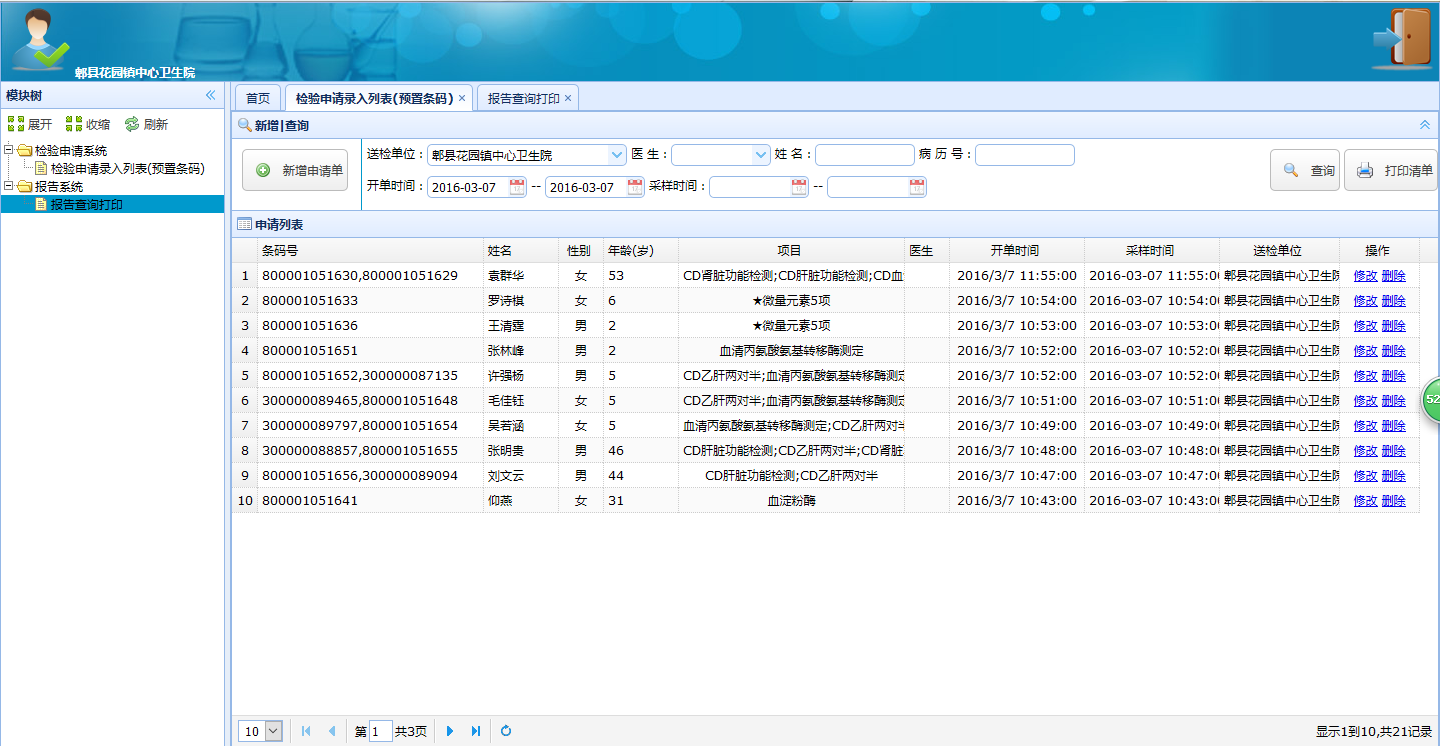 郫县花园镇中心卫生院
模块树
展开 收缩 刷新
检验申请系统
检验申请录入列表(预置条码)
报告系统
报告查询打印
首页 检验申请录入列表(预置条码) × 报告查询打印 ×
新增|查询
新增申请单
送检单位： 郫县花园镇中心卫生院 医 生： 姓 名： 病 历 号：
开单时间： 2016-03-07 -- 2016-03-07 采样时间： --
查询 打印清单
申请列表
条码号 姓名 性别 年龄(岁) 项目 医生 开单时间 采样时间 送检单位 操作
1 800001051630,800001051629 袁群华 女 53 CD肾脏功能检测;CD肝脏功能检测;CD血 2016/3/7 11:55:00 2016-03-07 11:55:00 郫县花园镇中心卫生院 修改 删除
2 800001051633 罗诗棋 女 6 ★微量元素5项 2016/3/7 10:54:00 2016-03-07 10:54:00 郫县花园镇中心卫生院 修改 删除
3 800001051636 王清霆 男 2 ★微量元素5项 2016/3/7 10:53:00 2016-03-07 10:53:00 郫县花园镇中心卫生院 修改 删除
4 800001051651 张林峰 男 2 血清丙氨酸氨基转移酶测定 2016/3/7 10:52:00 2016-03-07 10:52:00 郫县花园镇中心卫生院 修改 删除
5 800001051652,300000087135 许强杨 男 5 CD乙肝两对半;血清丙氨酸氨基转移酶测定 2016/3/7 10:52:00 2016-03-07 10:52:00 郫县花园镇中心卫生院 修改 删除
6 300000089465,800001051648 毛佳钰 女 5 CD乙肝两对半;血清丙氨酸氨基转移酶测定 2016/3/7 10:51:00 2016-03-07 10:51:00 郫县花园镇中心卫生院 修改 删除
7 300000089797,800001051654 吴若涵 女 5 血清丙氨酸氨基转移酶测定;CD乙肝两对半 2016/3/7 10:49:00 2016-03-07 10:49:00 郫县花园镇中心卫生院 修改 删除
8 300000088857,800001051655 张明贵 男 46 CD肝脏功能检测;CD乙肝两对半;CD肾脏 2016/3/7 10:48:00 2016-03-07 10:48:00 郫县花园镇中心卫生院 修改 删除
9 800001051656,300000089094 刘文云 男 44 CD肝脏功能检测;CD乙肝两对半 2016/3/7 10:47:00 2016-03-07 10:47:00 郫县花园镇中心卫生院 修改 删除
10 800001051641 仰燕 女 31 血淀粉酶 2016/3/7 10:43:00 2016-03-07 10:43:00 郫县花园镇中心卫生院 修改 删除
52
10 第 1 共3页 显示1到10,共21记录